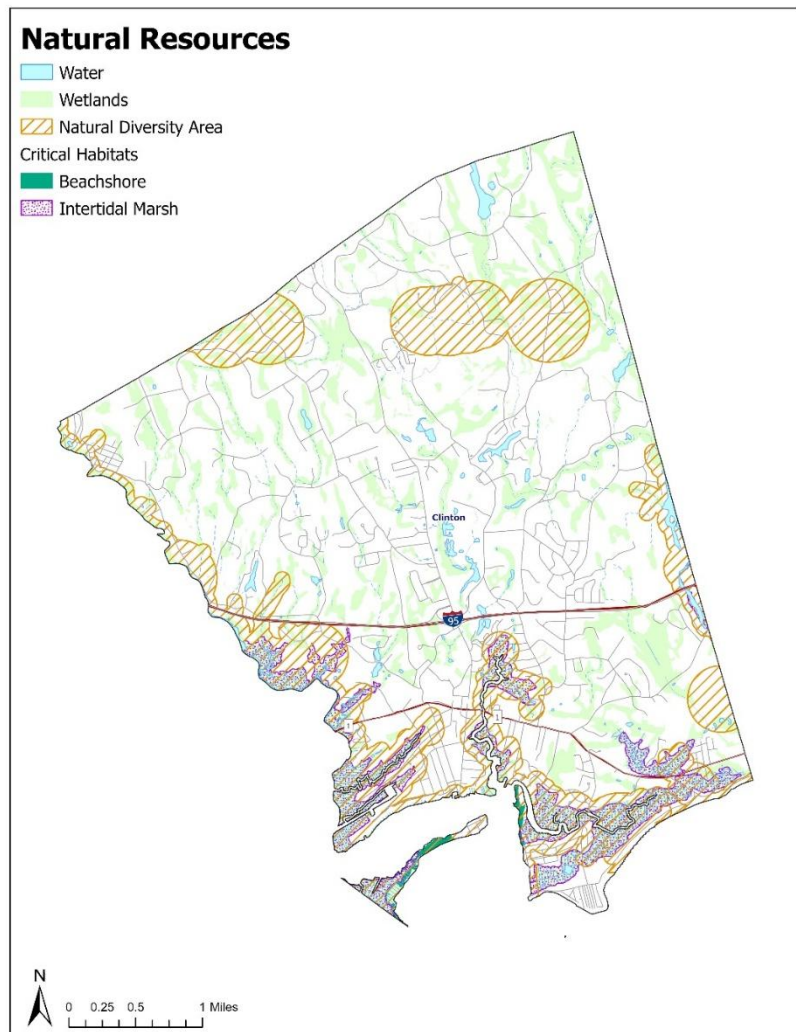 Natural Resources
Water
Wetlands
Natural Diversity Area
Critical Habitats
Beachshore
Intertidal Marsh
Clinton
95
1
1
N
0 0.25 0.5 1 Miles